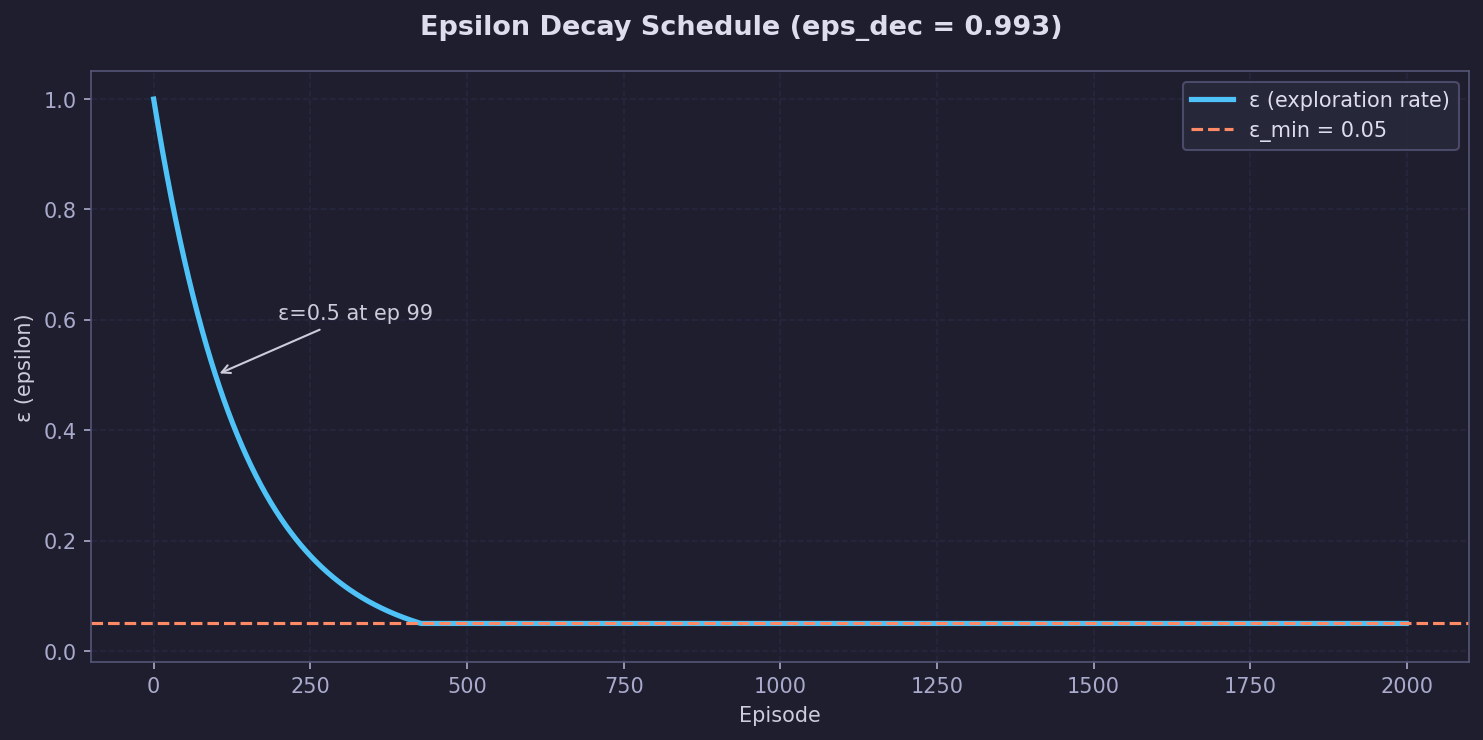 Epsilon Decay Schedule (eps_dec = 0.993)
ε (exploration rate)
ε_min = 0.05
ε=0.5 at ep 99
ε (epsilon)
1.0
0.8
0.6
0.4
0.2
0.0
0 250 500 750 1000 1250 1500 1750 2000
Episode